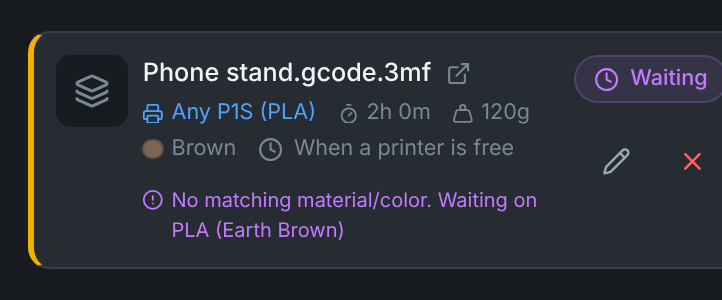 Phone stand.gcode.3mf
Waiting
Any P1S (PLA) 2h 0m 120g
Brown When a printer is free
No matching material/color. Waiting on
PLA (Earth Brown)